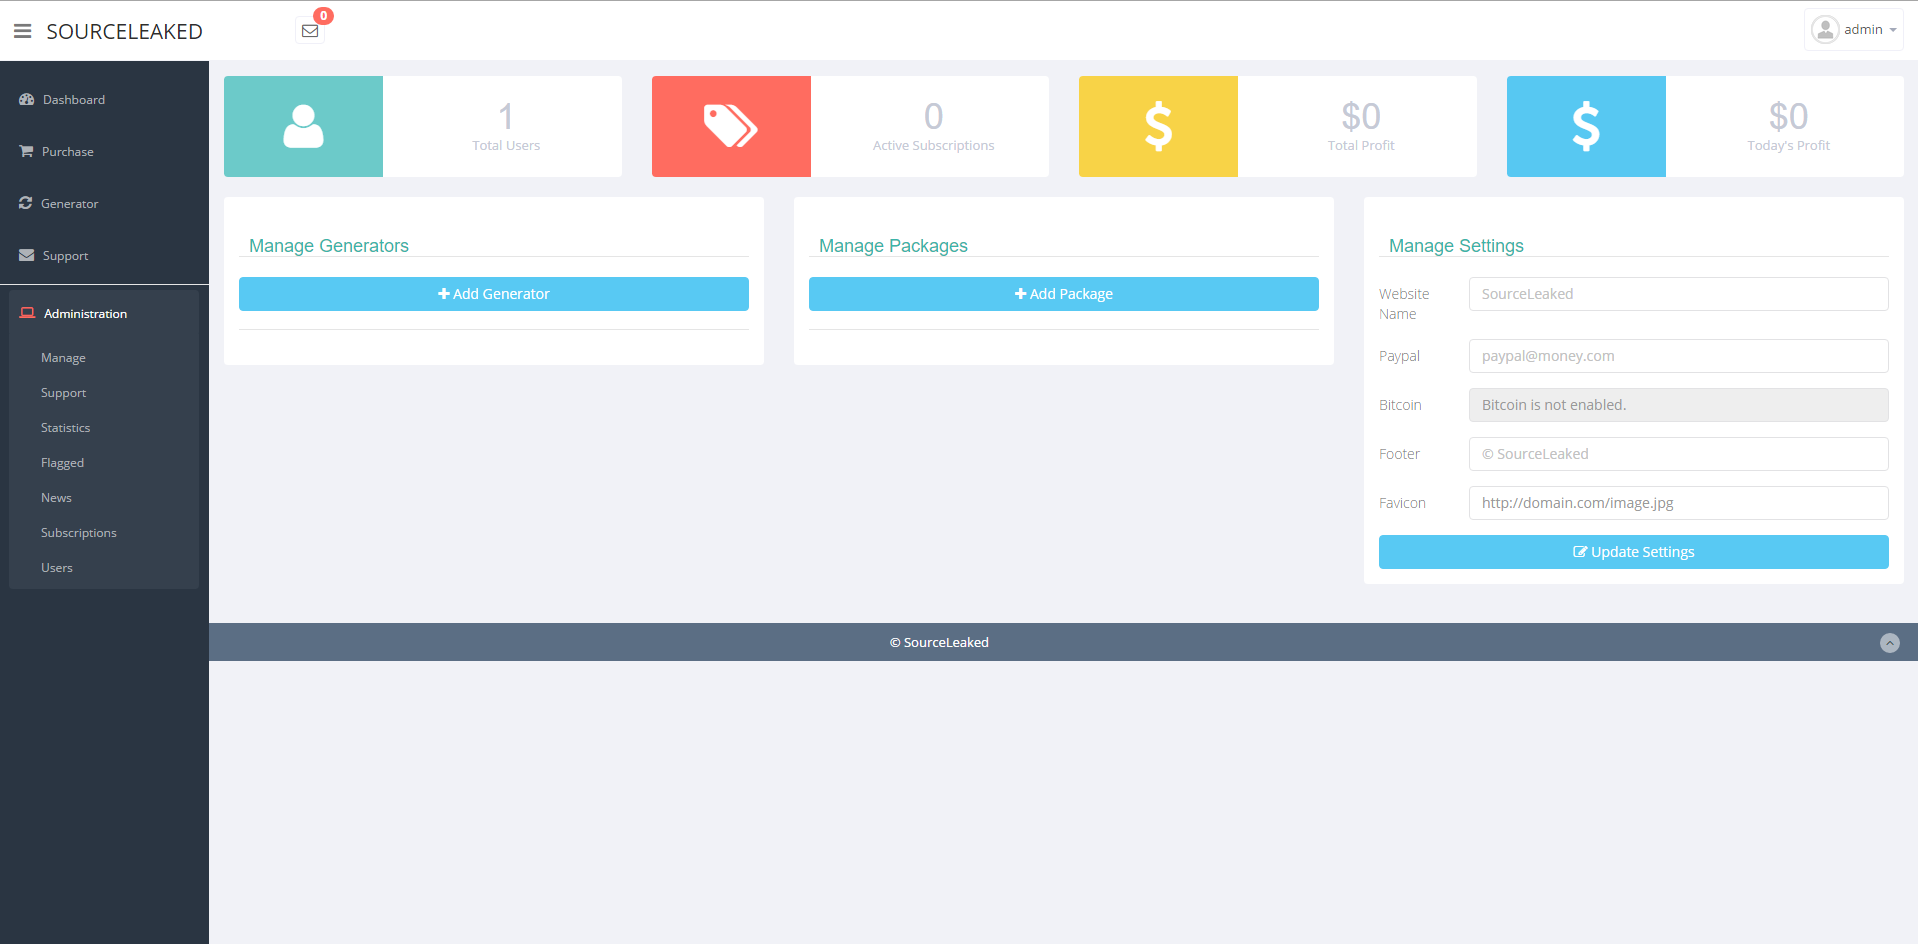 SOURCELEAKED
0
admin
Dashboard
Purchase
Generator
Support
Administration
Manage
Support
Statistics
Flagged
News
Subscriptions
Users
1
Total Users
0
Active Subscriptions
$0
Total Profit
$0
Today's Profit
Manage Generators
Add Generator
Manage Packages
Add Package
Manage Settings
Website
Name
SourceLeaked
Paypal
paypal@money.com
Bitcoin
Bitcoin is not enabled.
Footer
© SourceLeaked
Favicon
http://domain.com/image.jpg
Update Settings
© SourceLeaked